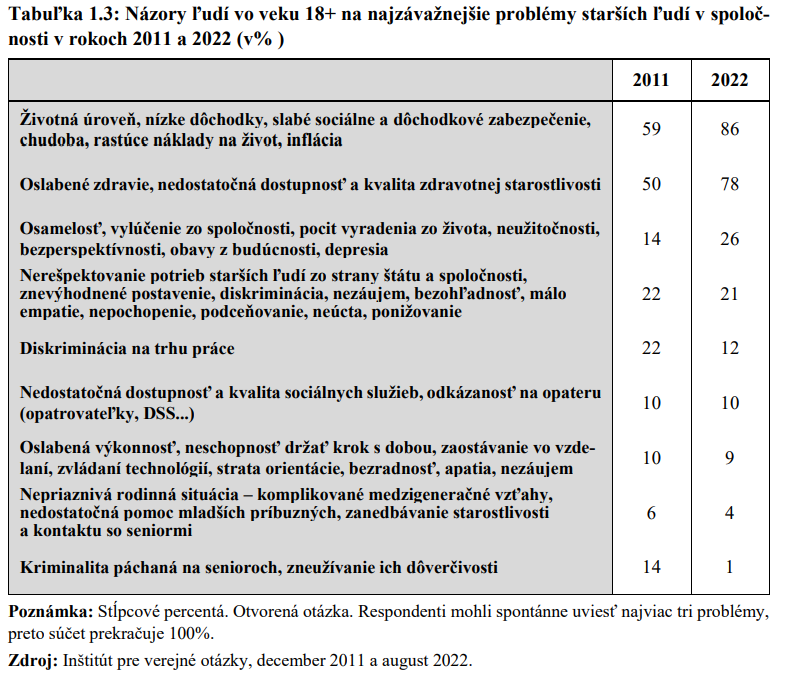 Tabuľka 1.3: Názory ľudí vo veku 18+ na najzávažnejšie problémy starších ľudí v spoloč-
nosti v rokoch 2011 a 2022 (v% )
2011 2022
Životná úroveň, nízke dôchodky, slabé sociálne a dôchodkové zabezpečenie,
chudoba, rastúce náklady na život, inflácia
59 86
Oslabené zdravie, nedostatočná dostupnosť a kvalita zdravotnej starostlivosti 50 78
Osamelosť, vylúčenie zo spoločnosti, pocit vyradenia zo života, neužitočnosti,
bezperspektívnosti, obavy z budúcnosti, depresia
14 26
Nerešpektovanie potrieb starších ľudí zo strany štátu a spoločnosti,
znevýhodnené postavenie, diskriminácia, nezáujem, bezohľadnosť, málo
empatie, nepochopenie, podceňovanie, neúcta, ponižovanie
22 21
Diskriminácia na trhu práce 22 12
Nedostatočná dostupnosť a kvalita sociálnych služieb, odkázanosť na opateru
(opatrovateľky, DSS...)
10 10
Oslabená výkonnosť, neschopnosť držať krok s dobou, zaostávanie vo vzde-
laní, zvládaní technológií, strata orientácie, bezradnosť, apatia, nezáujem
10 9
Nepriaznivá rodinná situácia – komplikované medzigeneračné vzťahy,
nedostatočná pomoc mladších príbuzných, zanedbávanie starostlivosti
a kontaktu so seniormi
6 4
Kriminalita páchaná na senioroch, zneužívanie ich dôverčivosti 14 1
Poznámka: Stĺpcové percentá. Otvorená otázka. Respondenti mohli spontánne uviesť najviac tri problémy,
preto súčet prekračuje 100%.
Zdroj: Inštitút pre verejné otázky, december 2011 a august 2022.